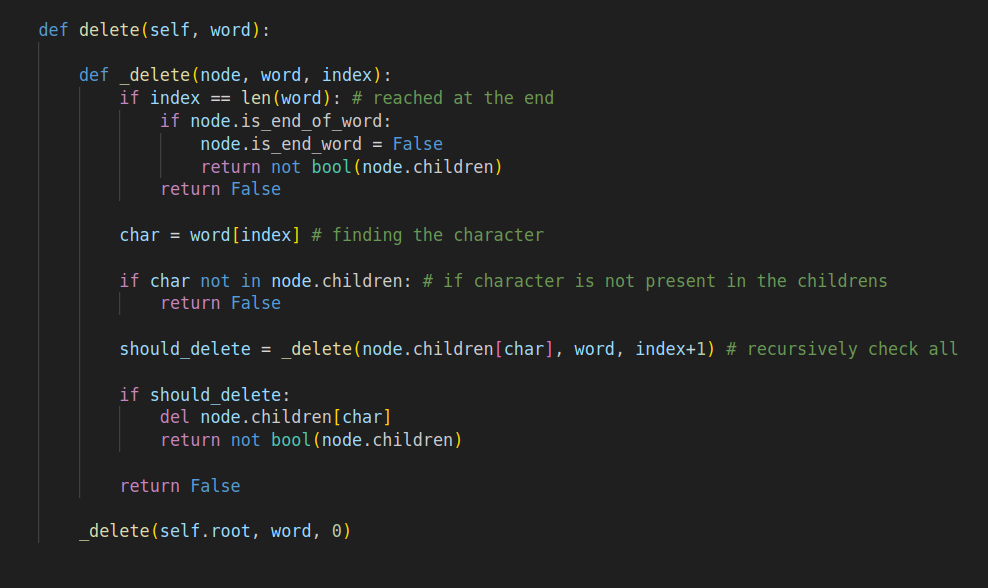 def delete(self, word):
def _delete(node, word, index):
if index == len(word): # reached at the end
if node.is_end_of_word:
node.is_end_word = False
return not bool(node.children)
return False
char = word[index] # finding the character
if char not in node.children: # if character is not present in the childrens
return False
should_delete = _delete(node.children[char], word, index+1) # recursively check all
if should_delete:
del node.children[char]
return not bool(node.children)
return False
_delete(self.root, word, 0)